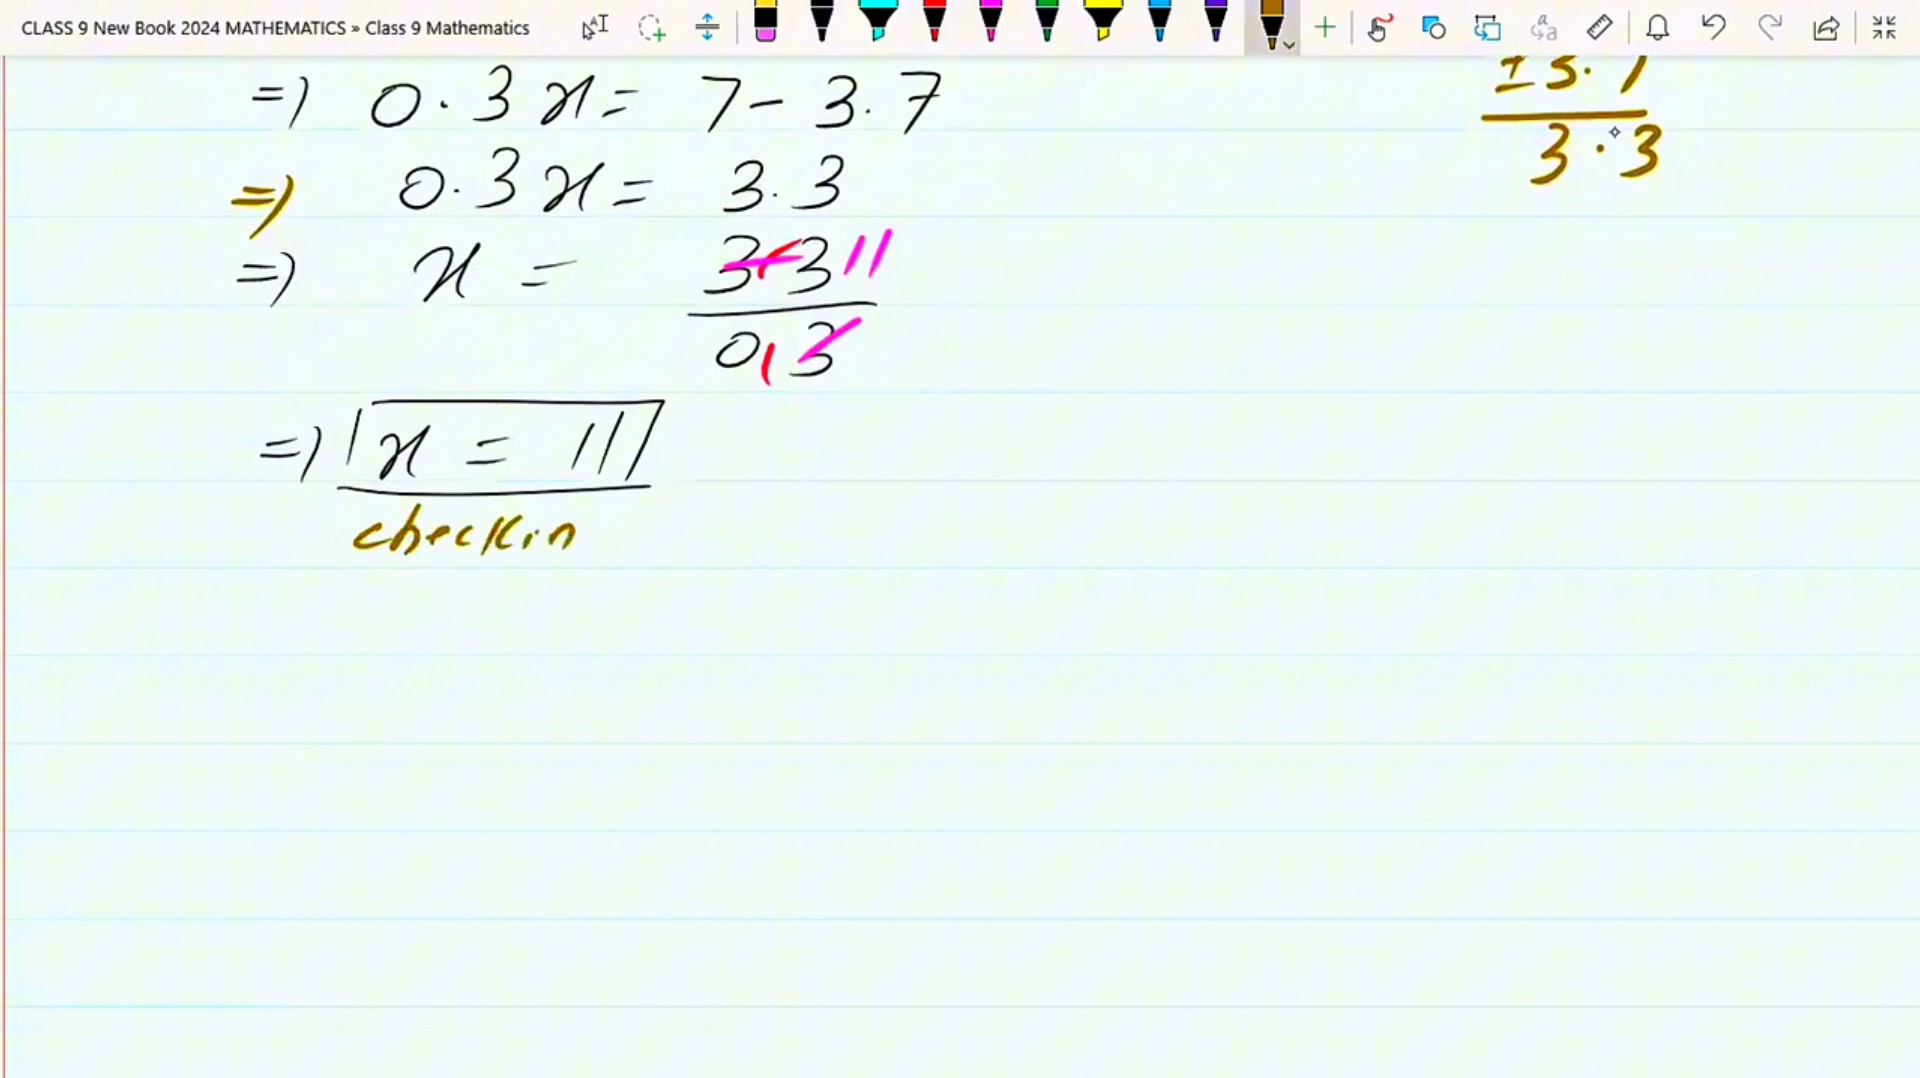 CLASS 9 New Book 2024 MATHEMATICS » Class 9 Mathematics
=) 0.3x = 7 - 3.7
=) 0.3x = 3.3
=) x = 3.3 11
0.3
=) x = 11
checkin
3.3